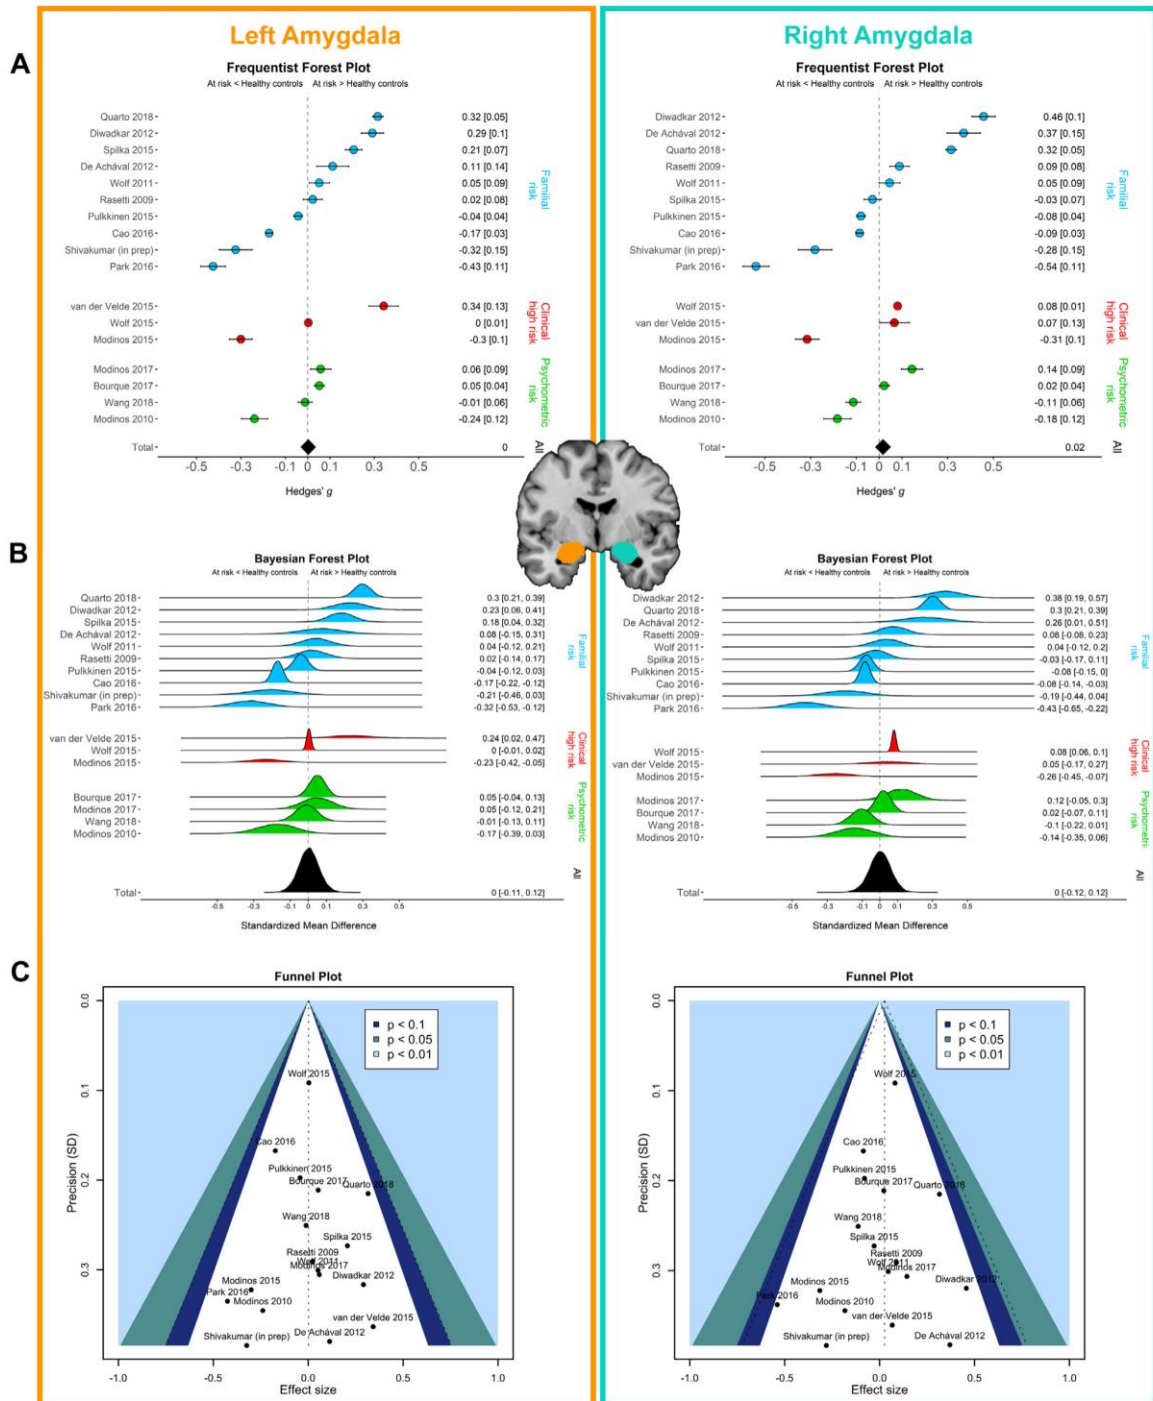 Left Amygdala
Right Amygdala
A
Frequentist Forest Plot
At risk < Healthy controls At risk > Healthy controls
Quarto 2018 0.32 [0.05]
Diwadkar 2012 0.29 [0.1]
Spilka 2015 0.21 [0.07]
De Achával 2012 0.11 [0.14]
Wolf 2011 0.05 [0.09]
Rasetti 2009 0.02 [0.08]
Pulkkinen 2015 -0.04 [0.04]
Cao 2016 -0.17 [0.03]
Shivakumar (in prep) -0.32 [0.15]
Park 2016 -0.43 [0.11]
Familial risk
van der Velde 2015 0.34 [0.13]
Wolf 2015 0 [0.01]
Modinos 2015 -0.3 [0.1]
Clinical high risk
Modinos 2017 0.06 [0.09]
Bourque 2017 0.05 [0.04]
Wang 2018 -0.01 [0.06]
Modinos 2010 -0.24 [0.12]
Psychometric risk
Total 0
All
-0.5 -0.3 -0.1 0 0.1 0.3 0.5
Hedges' g
Frequentist Forest Plot
At risk < Healthy controls At risk > Healthy controls
Diwadkar 2012 0.46 [0.1]
De Achával 2012 0.37 [0.15]
Quarto 2018 0.32 [0.05]
Rasetti 2009 0.09 [0.08]
Wolf 2011 0.05 [0.09]
Spilka 2015 -0.03 [0.07]
Pulkkinen 2015 -0.08 [0.04]
Cao 2016 -0.09 [0.03]
Shivakumar (in prep) -0.28 [0.15]
Park 2016 -0.54 [0.11]
Familial risk
Wolf 2015 0.08 [0.01]
van der Velde 2015 0.07 [0.13]
Modinos 2015 -0.31 [0.1]
Clinical high risk
Modinos 2017 0.14 [0.09]
Bourque 2017 0.02 [0.04]
Wang 2018 -0.11 [0.06]
Modinos 2010 -0.18 [0.12]
Psychometric risk
Total 0.02
All
-0.5 -0.3 -0.1 0 0.1 0.3 0.5
Hedges' g
B
Bayesian Forest Plot
At risk < Healthy controls At risk > Healthy controls
Quarto 2018 0.3 [0.21, 0.39]
Diwadkar 2012 0.23 [0.06, 0.41]
Spilka 2015 0.18 [0.04, 0.32]
De Achával 2012 0.08 [-0.15, 0.31]
Wolf 2011 0.04 [-0.12, 0.21]
Rasetti 2009 0.02 [-0.14, 0.17]
Pulkkinen 2015 -0.04 [-0.12, 0.03]
Cao 2016 -0.17 [-0.22, -0.12]
Shivakumar (in prep) -0.21 [-0.46, 0.03]
Park 2016 -0.32 [-0.53, -0.12]
Familial risk
van der Velde 2015 0.24 [0.02, 0.47]
Wolf 2015 0 [-0.01, 0.02]
Modinos 2015 -0.23 [-0.42, -0.05]
Clinical high risk
Bourque 2017 0.05 [-0.04, 0.13]
Modinos 2017 0.05 [-0.12, 0.21]
Wang 2018 -0.01 [-0.13, 0.11]
Modinos 2010 -0.17 [-0.39, 0.03]
Psychometric risk
Total 0 [-0.11, 0.12]
All
-0.5 -0.3 -0.1 0 0.1 0.3 0.5
Standardized Mean Difference
Bayesian Forest Plot
At risk < Healthy controls At risk > Healthy controls
Diwadkar 2012 0.38 [0.19, 0.57]
Quarto 2018 0.3 [0.21, 0.39]
De Achával 2012 0.26 [0.01, 0.51]
Rasetti 2009 0.08 [-0.08, 0.23]
Wolf 2011 0.04 [-0.12, 0.2]
Spilka 2015 -0.03 [-0.17, 0.11]
Pulkkinen 2015 -0.08 [-0.15, 0]
Cao 2016 -0.08 [-0.14, -0.03]
Shivakumar (in prep) -0.19 [-0.44, 0.04]
Park 2016 -0.43 [-0.65, -0.22]
Familial risk
Wolf 2015 0.08 [0.06, 0.1]
van der Velde 2015 0.05 [-0.17, 0.27]
Modinos 2015 -0.26 [-0.45, -0.07]
Clinical high risk
Modinos 2017 0.12 [-0.05, 0.3]
Bourque 2017 0.02 [-0.07, 0.11]
Wang 2018 -0.1 [-0.22, 0.01]
Modinos 2010 -0.14 [-0.35, 0.06]
Psychometri risk
Total 0 [-0.12, 0.12]
All
-0.5 -0.3 -0.1 0 0.1 0.3 0.5
Standardized Mean Difference
C
Funnel Plot
p < 0.1
p < 0.05
p < 0.01
Wolf 2015
Cao 2016
Pulkkinen 2015
Bourque 2017
Quarto 2018
Wang 2018
Spilka 2015
Rasetti 2009
Wolf 2011
Modinos 2017
Diwadkar 2012
Modinos 2015
Park 2016
Modinos 2010
van der Velde 2015
Shivakumar (in prep)
De Achával 2012
Precision (SD)
0.0 0.1 0.2 0.3
-1.0 -0.5 0.0 0.5 1.0
Effect size
Funnel Plot
p < 0.1
p < 0.05
p < 0.01
Wolf 2015
Cao 2016
Pulkkinen 2015
Bourque 2017
Quarto 2018
Wang 2018
Spilka 2015
Rasetti 2009
Wolf 2011
Modinos 2017
Modinos 2015
Diwadkar 2012
Park 2016
Modinos 2010
van der Velde 2015
Shivakumar (in prep)
De Achával 2012
Precision (SD)
0.0 0.1 0.2 0.3
-1.0 -0.5 0.0 0.5 1.0
Effect size